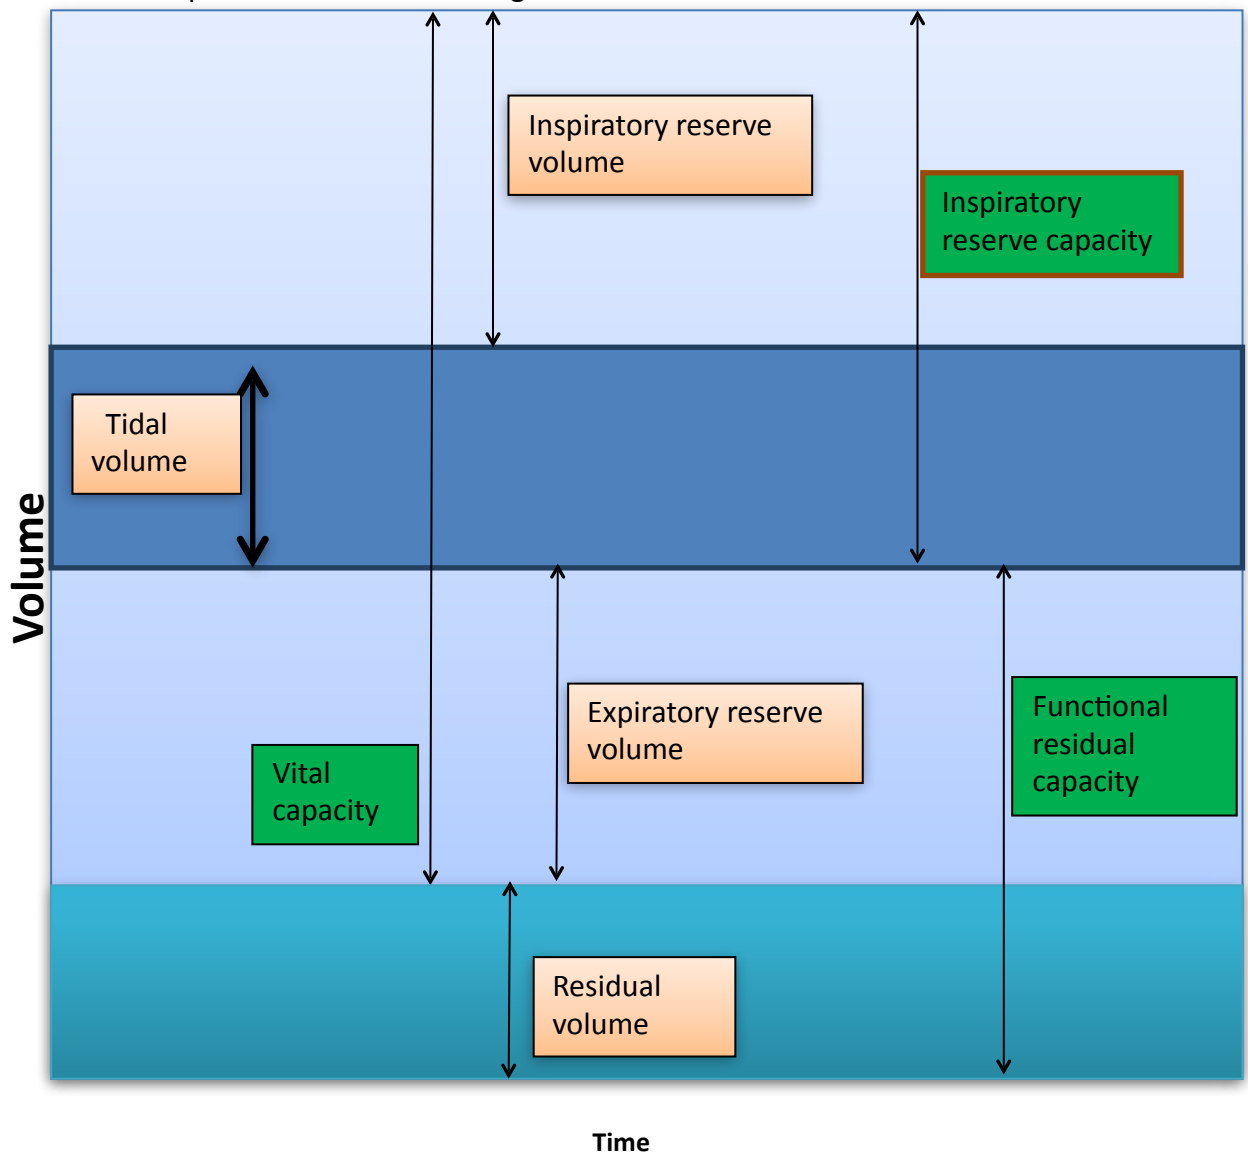 Inspiratory reserve
volume
Inspiratory
reserve capacity
Tidal
volume
Volume
Expiratory reserve
volume
Functional
residual
capacity
Vital
capacity
Residual
volume
Time